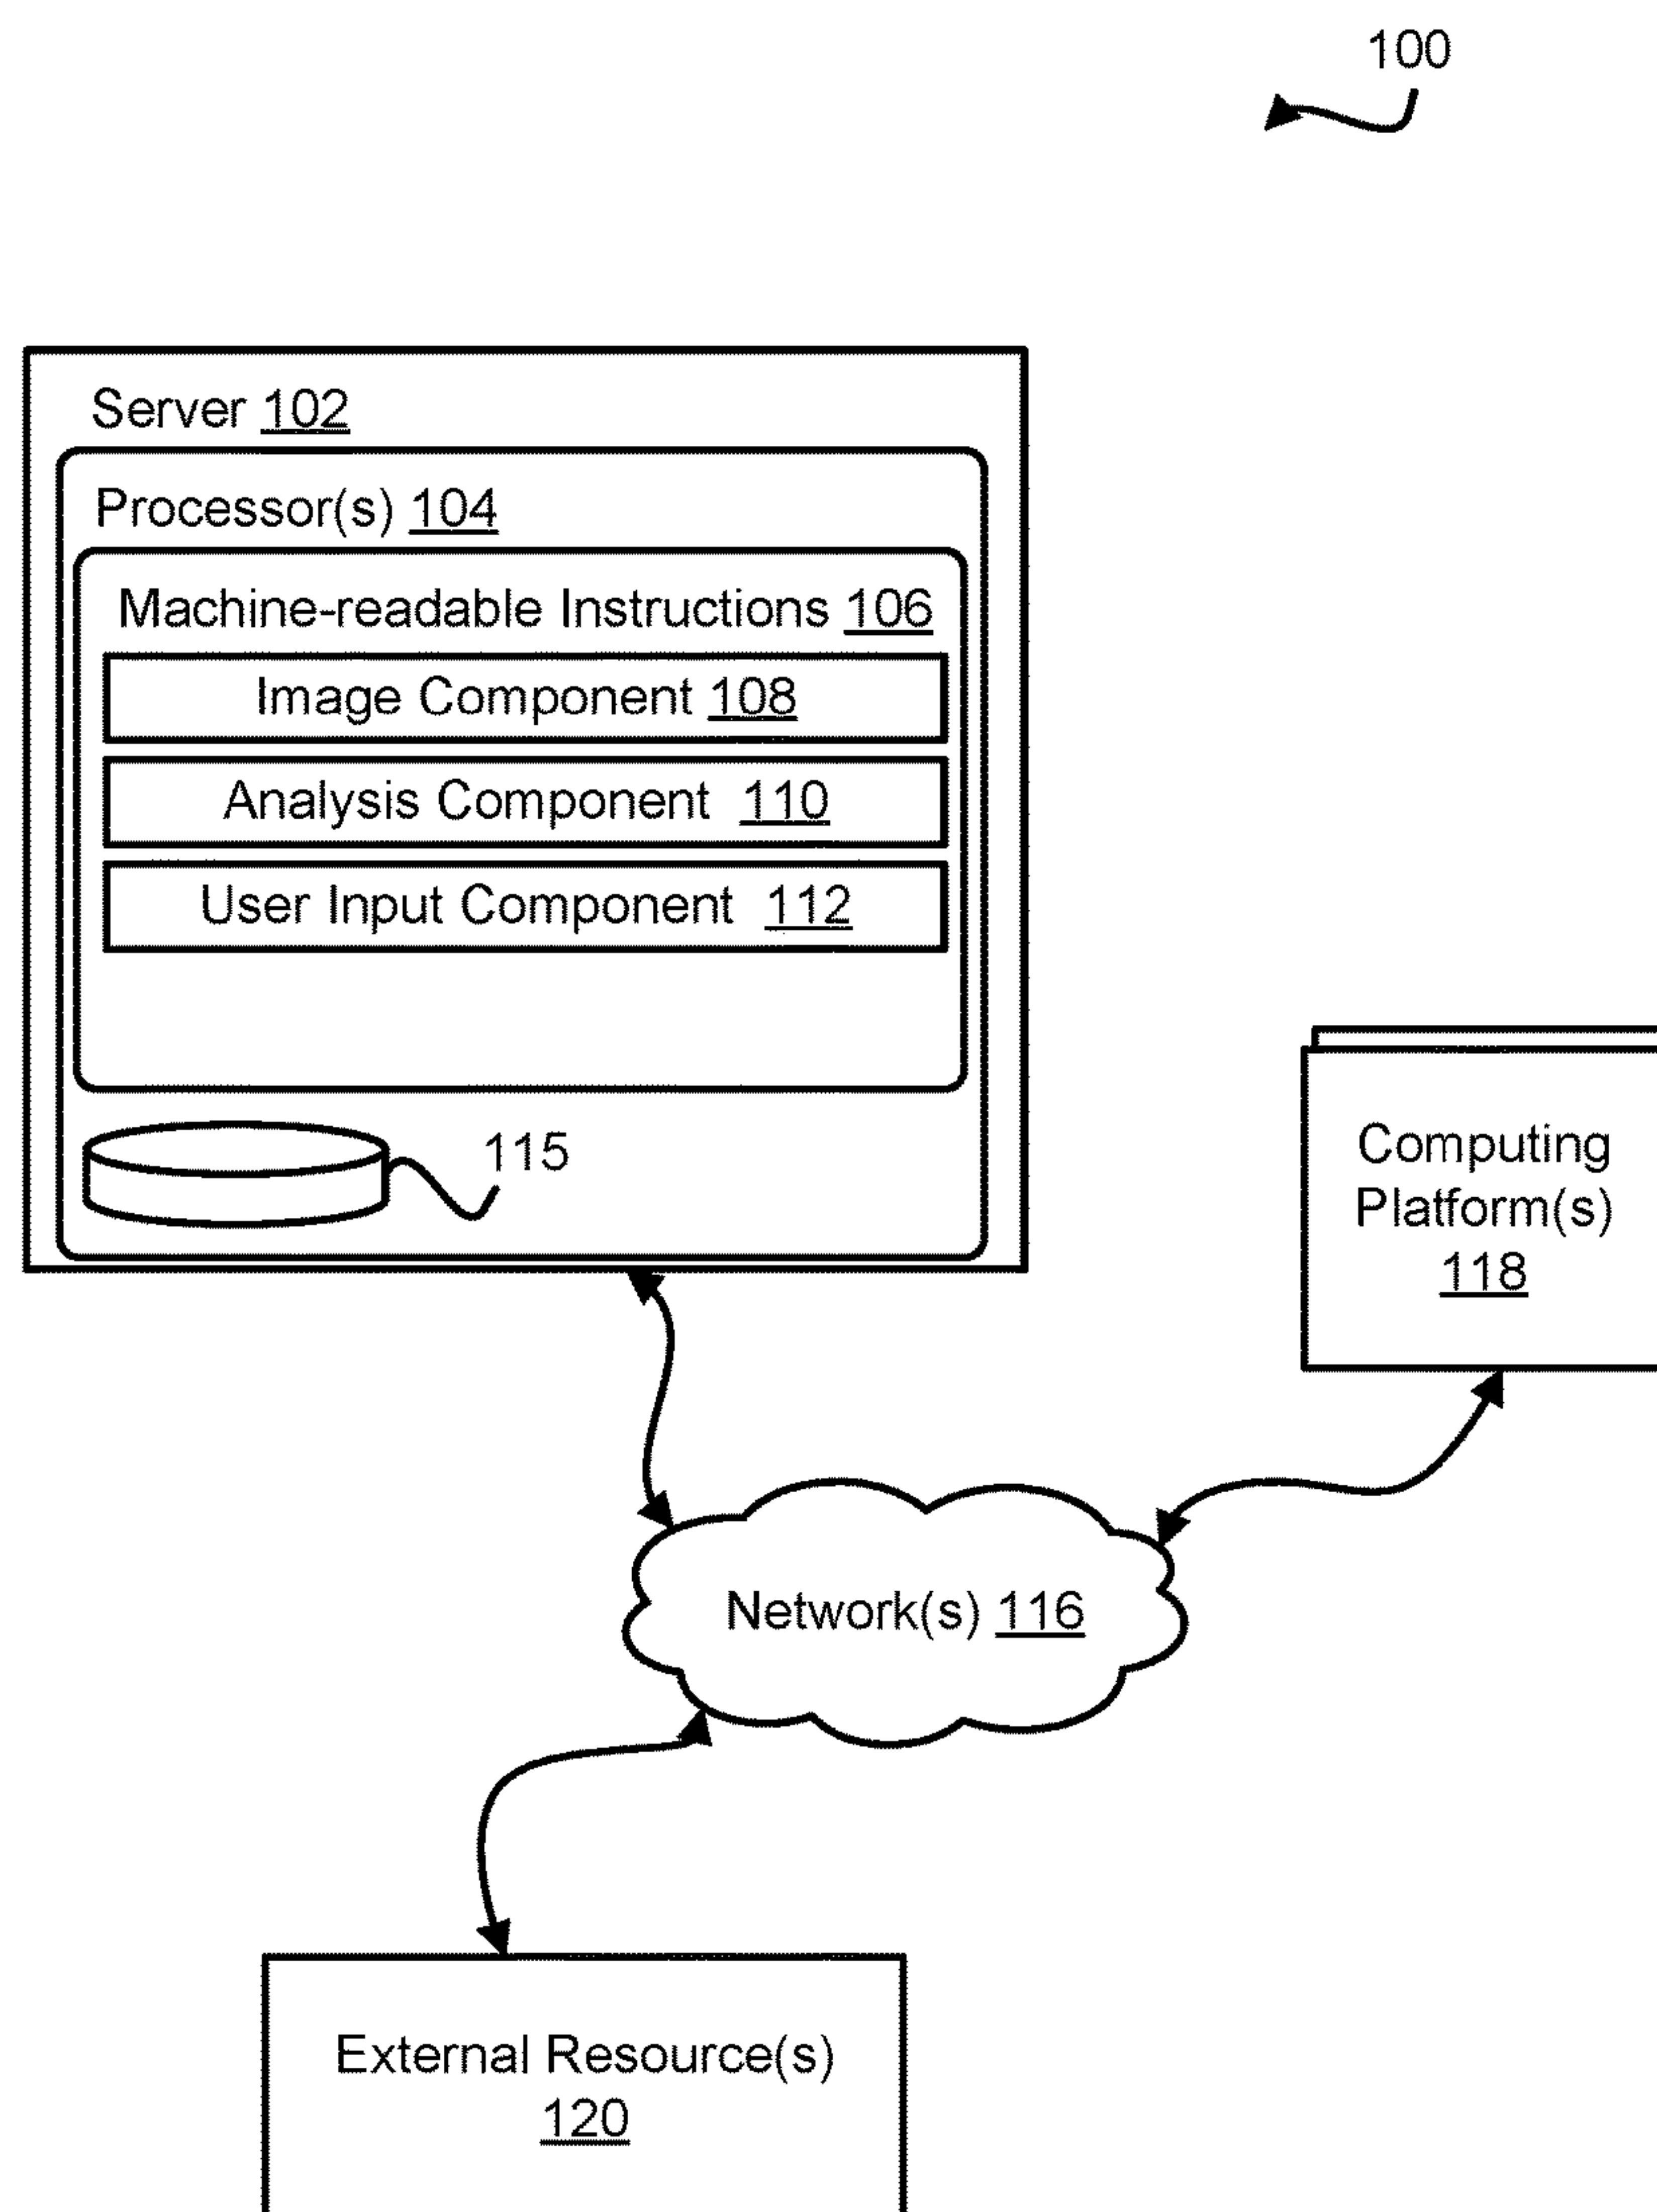 100
Server 102
Processor(s) 104
Machine-readable Instructions 106
Image Component 108
Analysis Component 110
User Input Component 112
115
Computing
Platform(s)
118
Network(s) 116
External Resource(s)
120